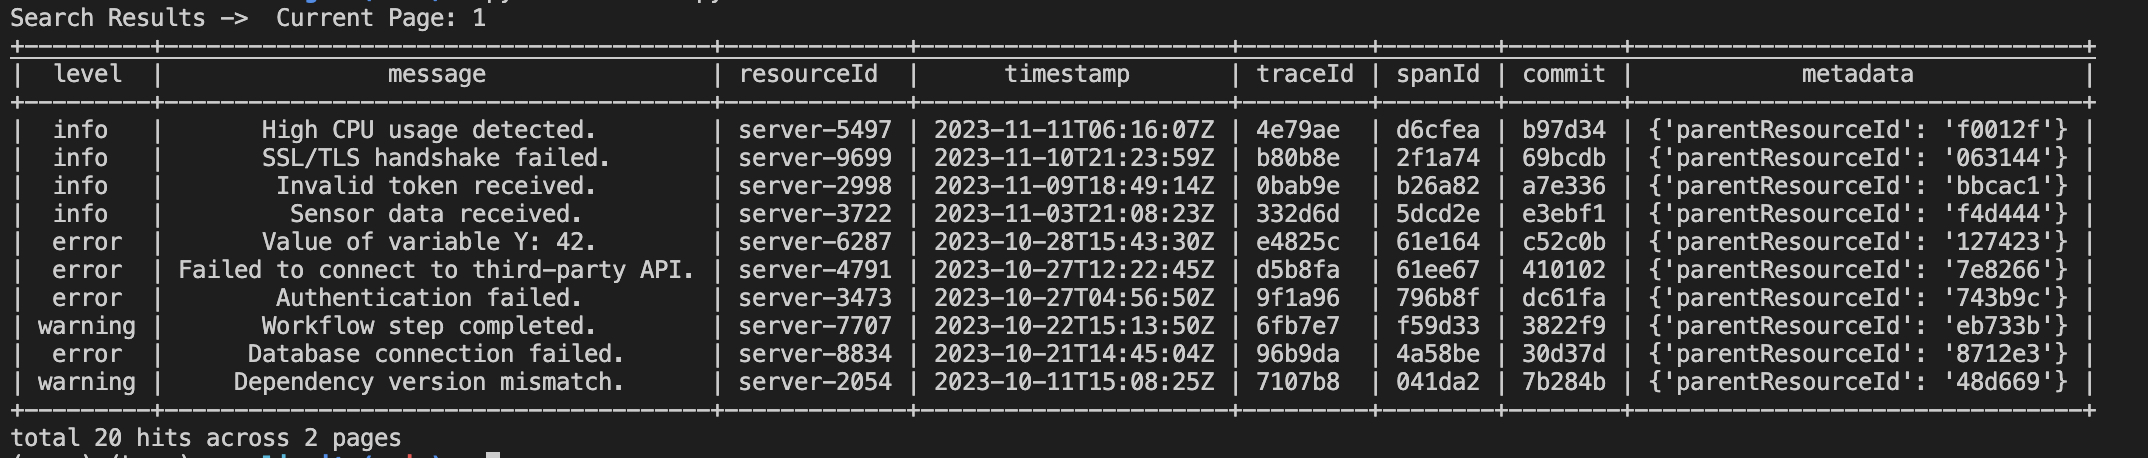 Search Results -> Current Page: 1
| level | message | resourceId | timestamp | traceId | spanId | commit | metadata |
| info | High CPU usage detected. | server-5497 | 2023-11-11T06:16:07Z | 4e79ae | d6cfea | b97d34 | {'parentResourceId': 'f0012f'} |
| info | SSL/TLS handshake failed. | server-9699 | 2023-11-10T21:23:59Z | b80b8e | 2f1a74 | 69bcdb | {'parentResourceId': '063144'} |
| info | Invalid token received. | server-2998 | 2023-11-09T18:49:14Z | 0bab9e | b26a82 | a7e336 | {'parentResourceId': 'bbcac1'} |
| info | Sensor data received. | server-3722 | 2023-11-03T21:08:23Z | 332d6d | 5dcd2e | e3ebf1 | {'parentResourceId': 'f4d444'} |
| error | Value of variable Y: 42. | server-6287 | 2023-10-28T15:43:30Z | e4825c | 61e164 | c52c0b | {'parentResourceId': '127423'} |
| error | Failed to connect to third-party API. | server-4791 | 2023-10-27T12:22:45Z | d5b8fa | 61ee67 | 410102 | {'parentResourceId': '7e8266'} |
| error | Authentication failed. | server-3473 | 2023-10-27T04:56:50Z | 9f1a96 | 796b8f | dc61fa | {'parentResourceId': '743b9c'} |
| warning | Workflow step completed. | server-7707 | 2023-10-22T15:13:50Z | 6fb7e7 | f59d33 | 3822f9 | {'parentResourceId': 'eb733b'} |
| error | Database connection failed. | server-8834 | 2023-10-21T14:45:04Z | 96b9da | 4a58be | 30d37d | {'parentResourceId': '8712e3'} |
| warning | Dependency version mismatch. | server-2054 | 2023-10-11T15:08:25Z | 7107b8 | 041da2 | 7b284b | {'parentResourceId': '48d669'} |
total 20 hits across 2 pages